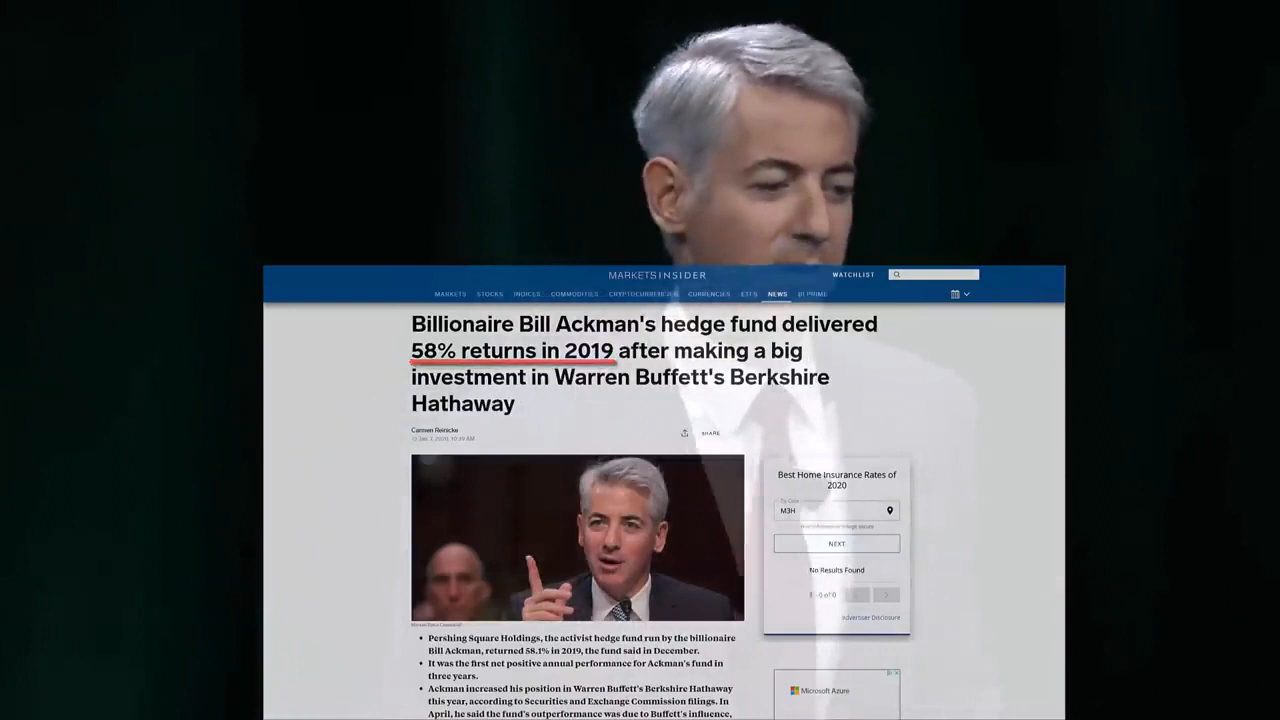 MARKETS INSIDER
WATCHLIST
MARKETS STOCKS INDICES COMMODITIES CRYPTOCURRENCIES CURRENCIES ETFS NEWS BI PRIME
Billionaire Bill Ackman's hedge fund delivered
58% returns in 2019 after making a big
investment in Warren Buffett's Berkshire
Hathaway
Carmen Reinicke
SHARE
Best Home Insurance Rates of
2020
Zip Code
M3H
NEXT
No Results Found
Advertiser Disclosure
Pershing Square Holdings, the activist hedge fund run by the billionaire
Bill Ackman, returned 58.1% in 2019, the fund said in December.
It was the first net positive annual performance for Ackman's fund in
three years.
Ackman increased his position in Warren Buffett's Berkshire Hathaway
this year, according to Securities and Exchange Commission filings. In
April, he said the fund's outperformance was due to Buffett's influence,
Microsoft Azure